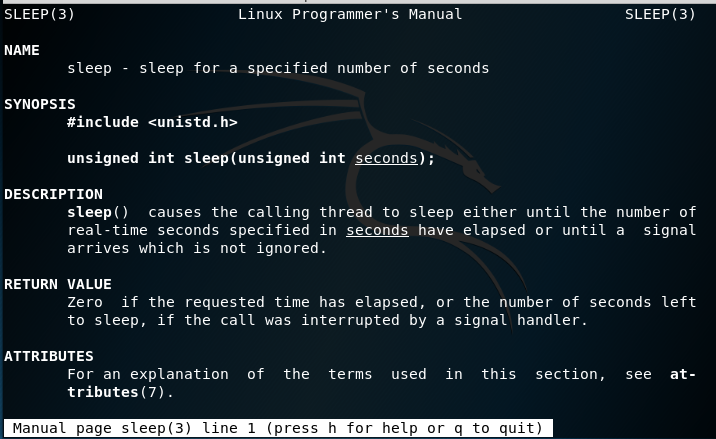 SLEEP(3) Linux Programmer's Manual SLEEP(3)
NAME
sleep - sleep for a specified number of seconds
SYNOPSIS
#include <unistd.h>
unsigned int sleep(unsigned int seconds);
DESCRIPTION
sleep() causes the calling thread to sleep either until the number of
real-time seconds specified in seconds have elapsed or until a signal
arrives which is not ignored.
RETURN VALUE
Zero if the requested time has elapsed, or the number of seconds left
to sleep, if the call was interrupted by a signal handler.
ATTRIBUTES
For an explanation of the terms used in this section, see at-
tributes(7).
Manual page sleep(3) line 1 (press h for help or q to quit)